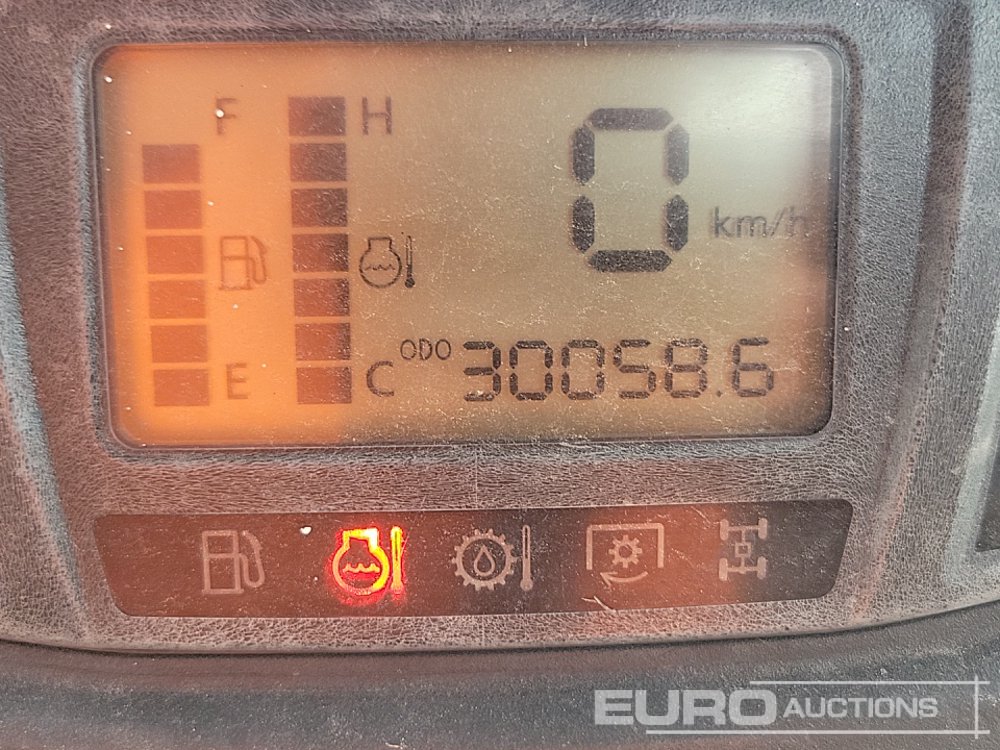 F
H
0
km/h
E
C
ODO 30058.6
EURO AUCTIONS